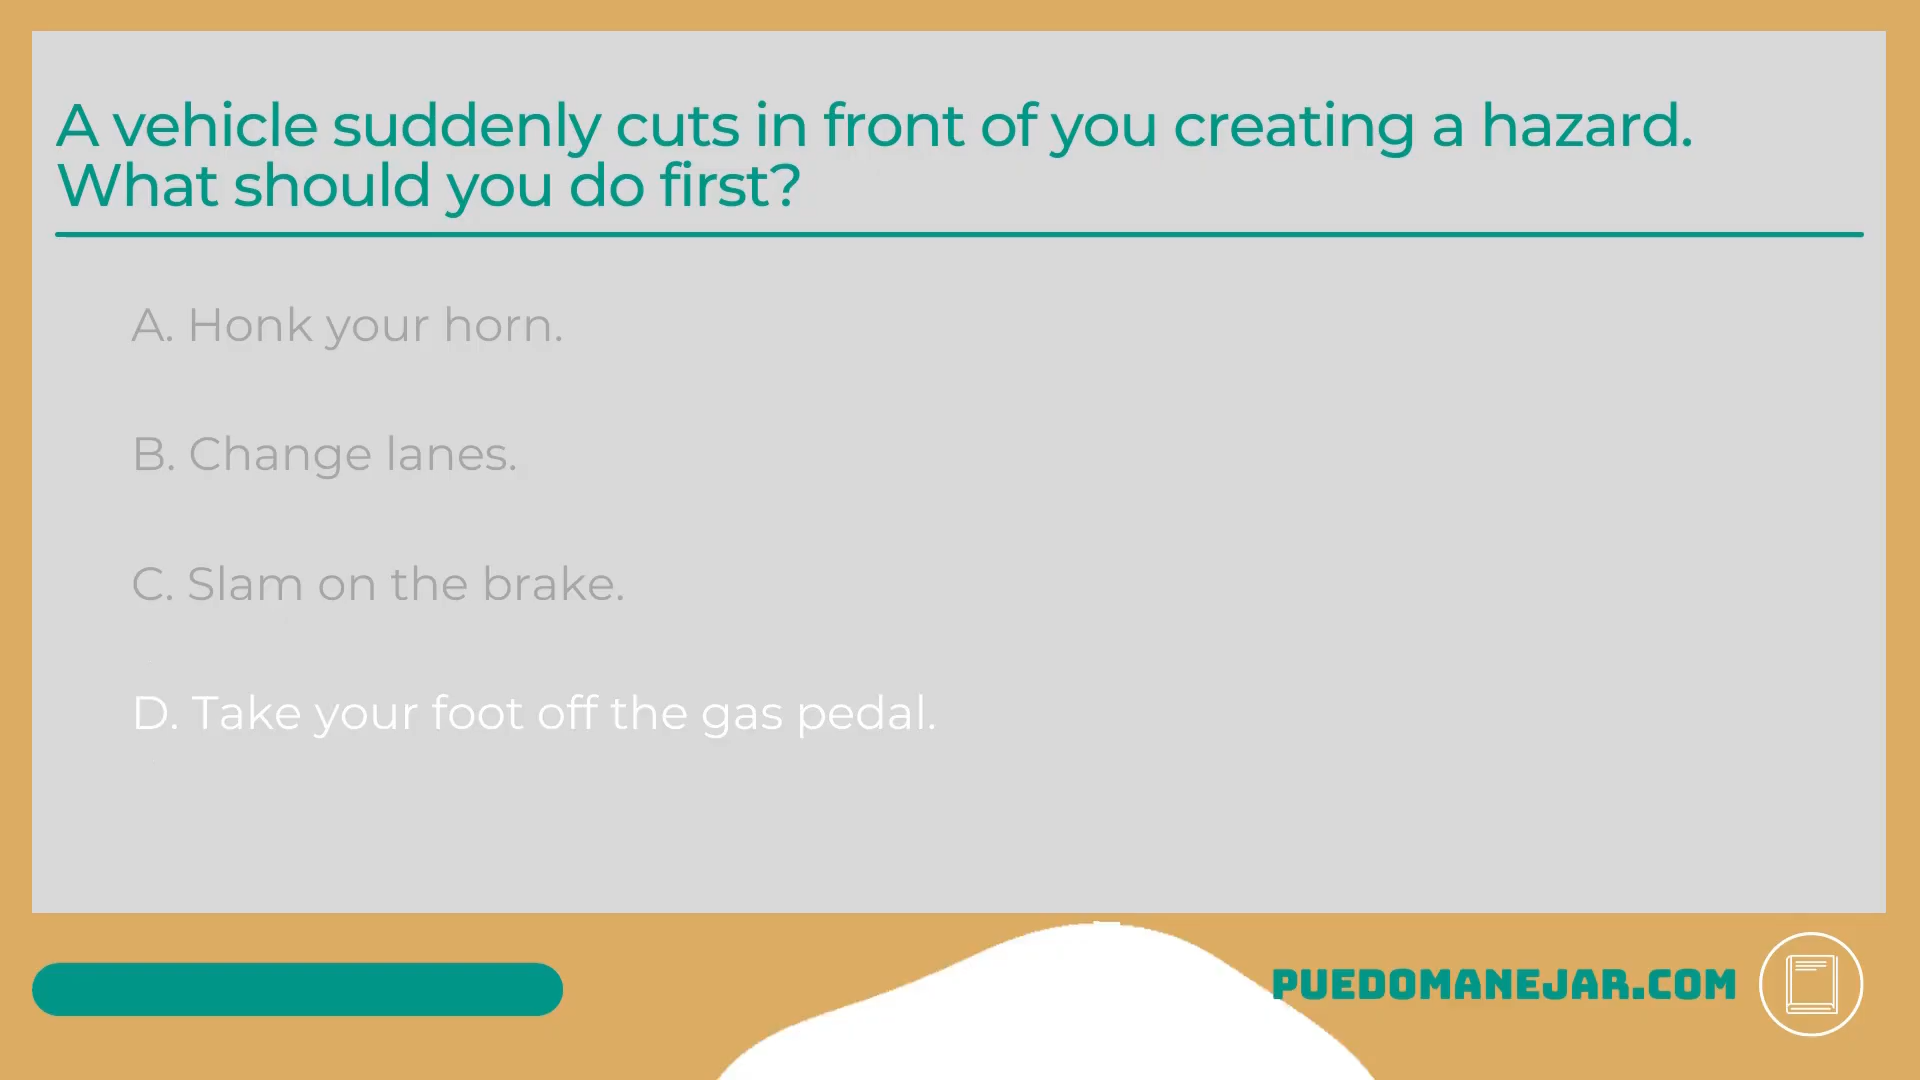 A vehicle suddenly cuts in front of you creating a hazard.
What should you do first?
A. Honk your horn.
B. Change lanes.
C. Slam on the brake.
D. Take your foot off the gas pedal.
PUEDOMANEJAR.COM